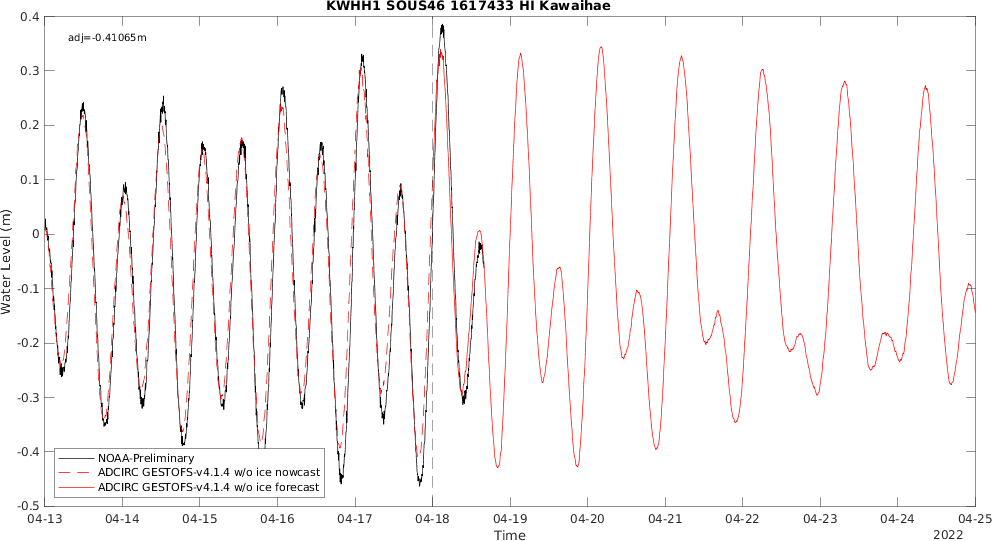 KWHH1 SOUS46 1617433 HI Kawaihae
adj=-0.41065m
Water Level (m)
0.4
0.3
0.2
0.1
0
-0.1
-0.2
-0.3
-0.4
-0.5
NOAA-Preliminary
ADCIRC GESTOFS-v4.1.4 w/o ice nowcast
ADCIRC GESTOFS-v4.1.4 w/o ice forecast
04-13 04-14 04-15 04-16 04-17 04-18 04-19 04-20 04-21 04-22 04-23 04-24 04-25
Time
2022